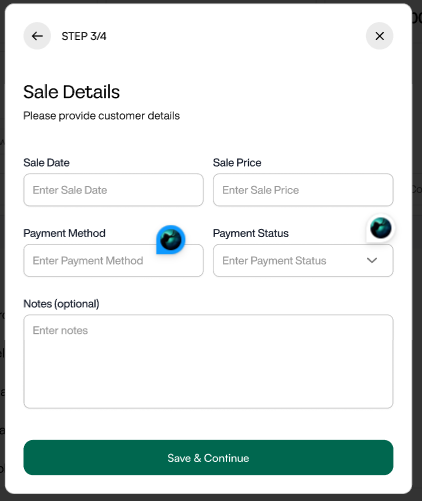 STEP 3/4
Sale Details
Please provide customer details
Sale Date
Sale Price
Enter Sale Date
Enter Sale Price
Payment Method
Payment Status
Enter Payment Method
Enter Payment Status
Notes (optional)
Enter notes
Save & Continue